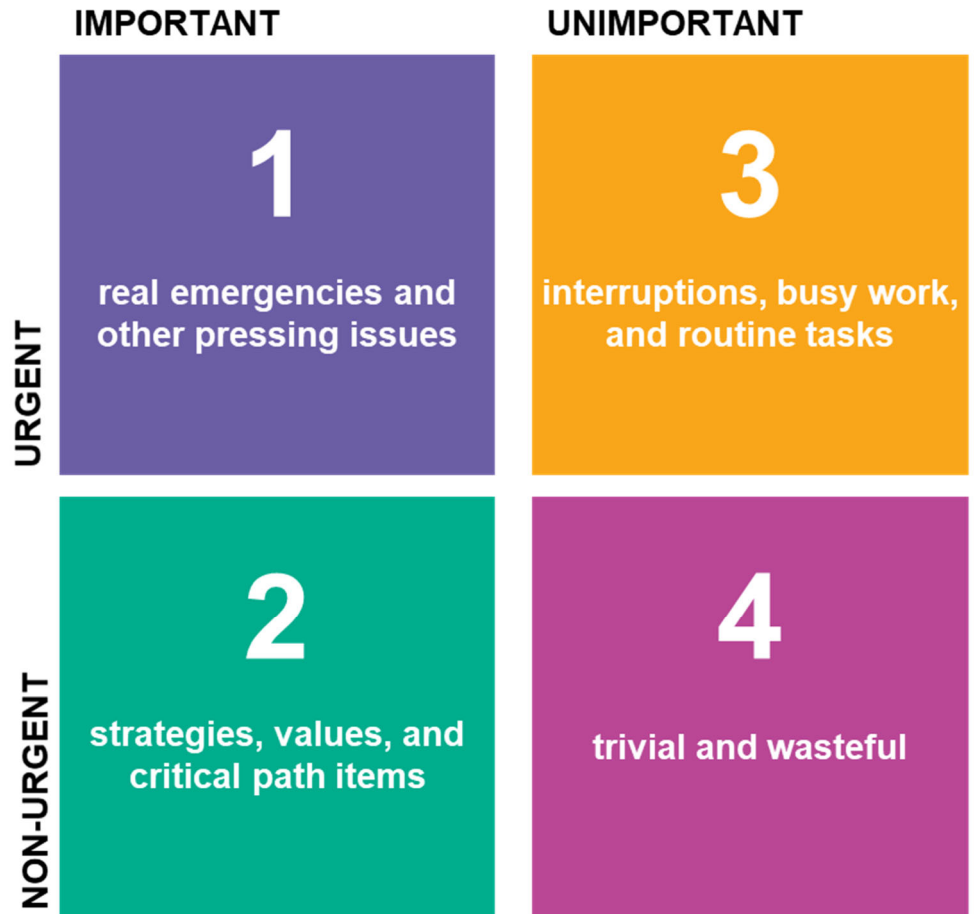 IMPORTANT
UNIMPORTANT
URGENT
1
real emergencies and
other pressing issues
3
interruptions, busy work,
and routine tasks
NON-URGENT
2
strategies, values, and
critical path items
4
trivial and wasteful